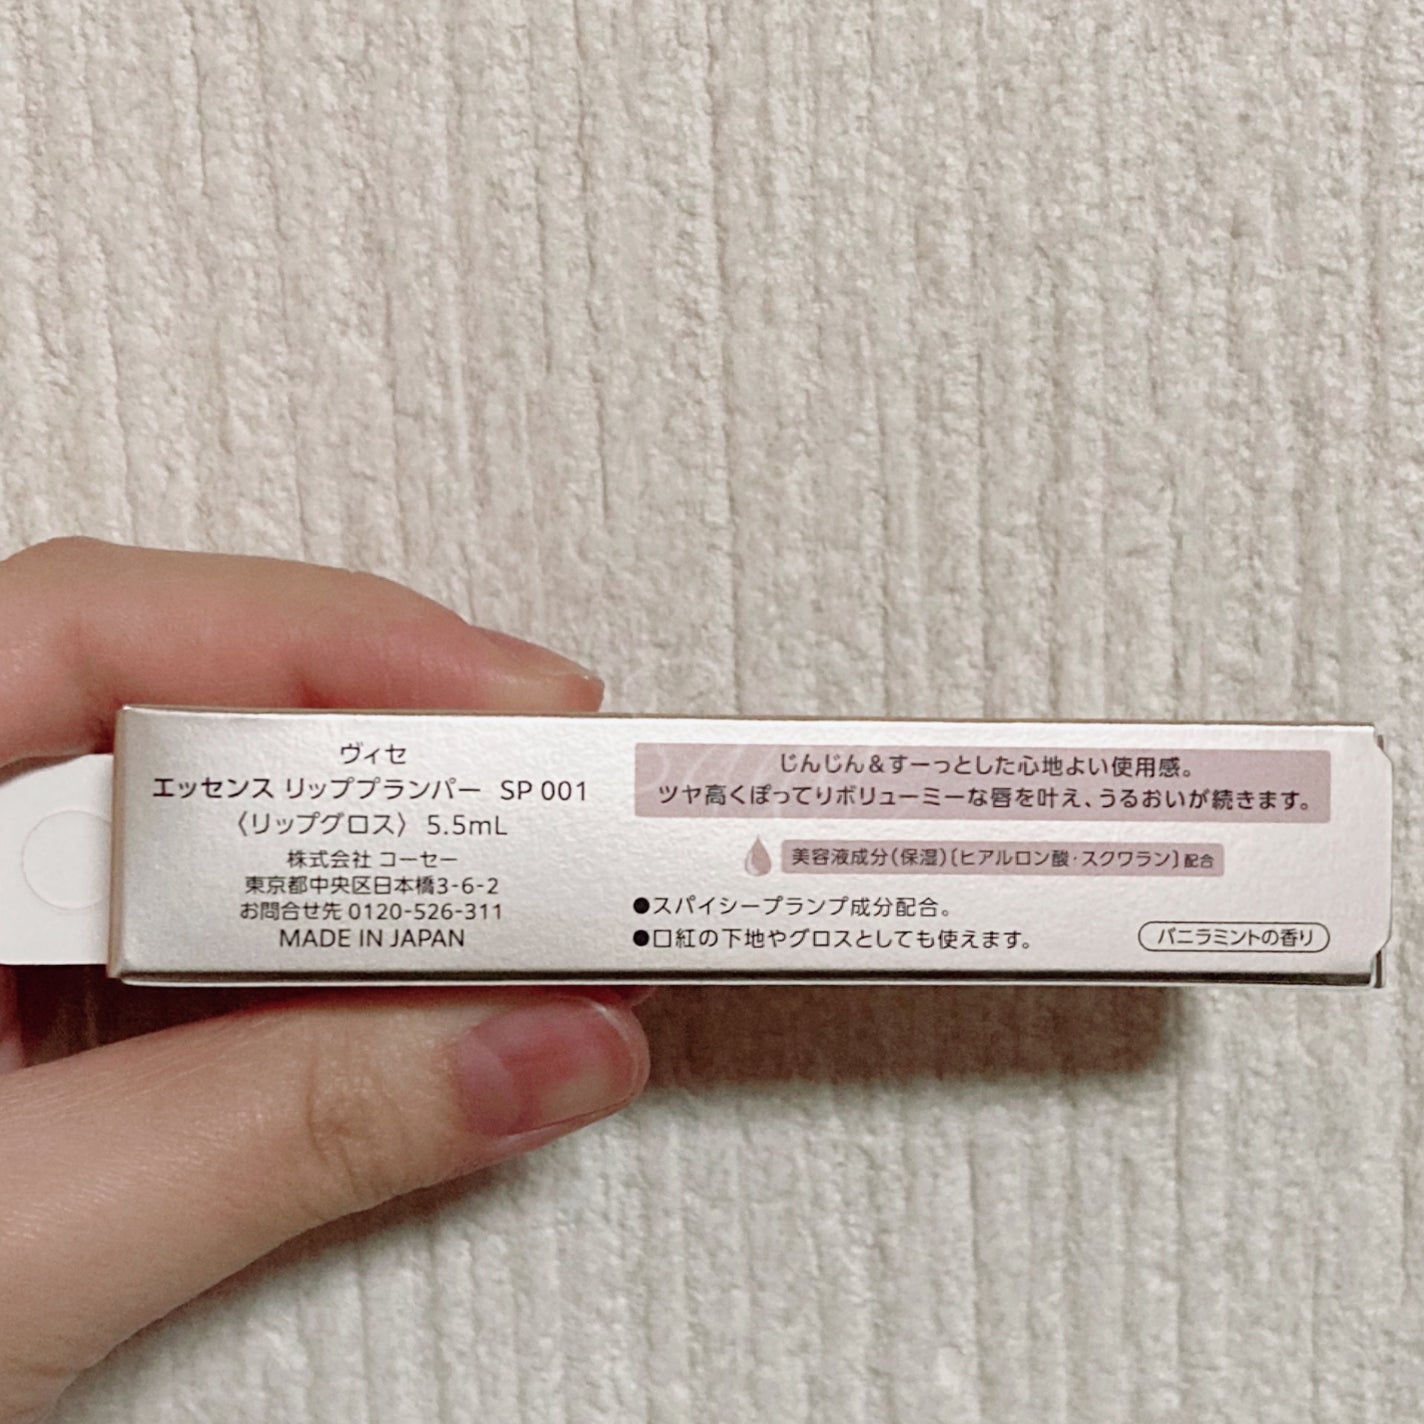 ヴィセ
エッセンス リッププランパー SP 001
〈リップグロス〉 5.5mL
株式会社 コーセー
東京都中央区日本橋3-6-2
お問合せ先 0120-526-311
MADE IN JAPAN
じんじん＆すーっとした心地よい使用感。
ツヤ高くぽってりボリューミーな唇を叶え、うるおいが続きます。
美容液成分（保湿）〔ヒアルロン酸・スクワラン〕配合
●スパイシープランプ成分配合。
●口紅の下地やグロスとしても使えます。
バニラミントの香り